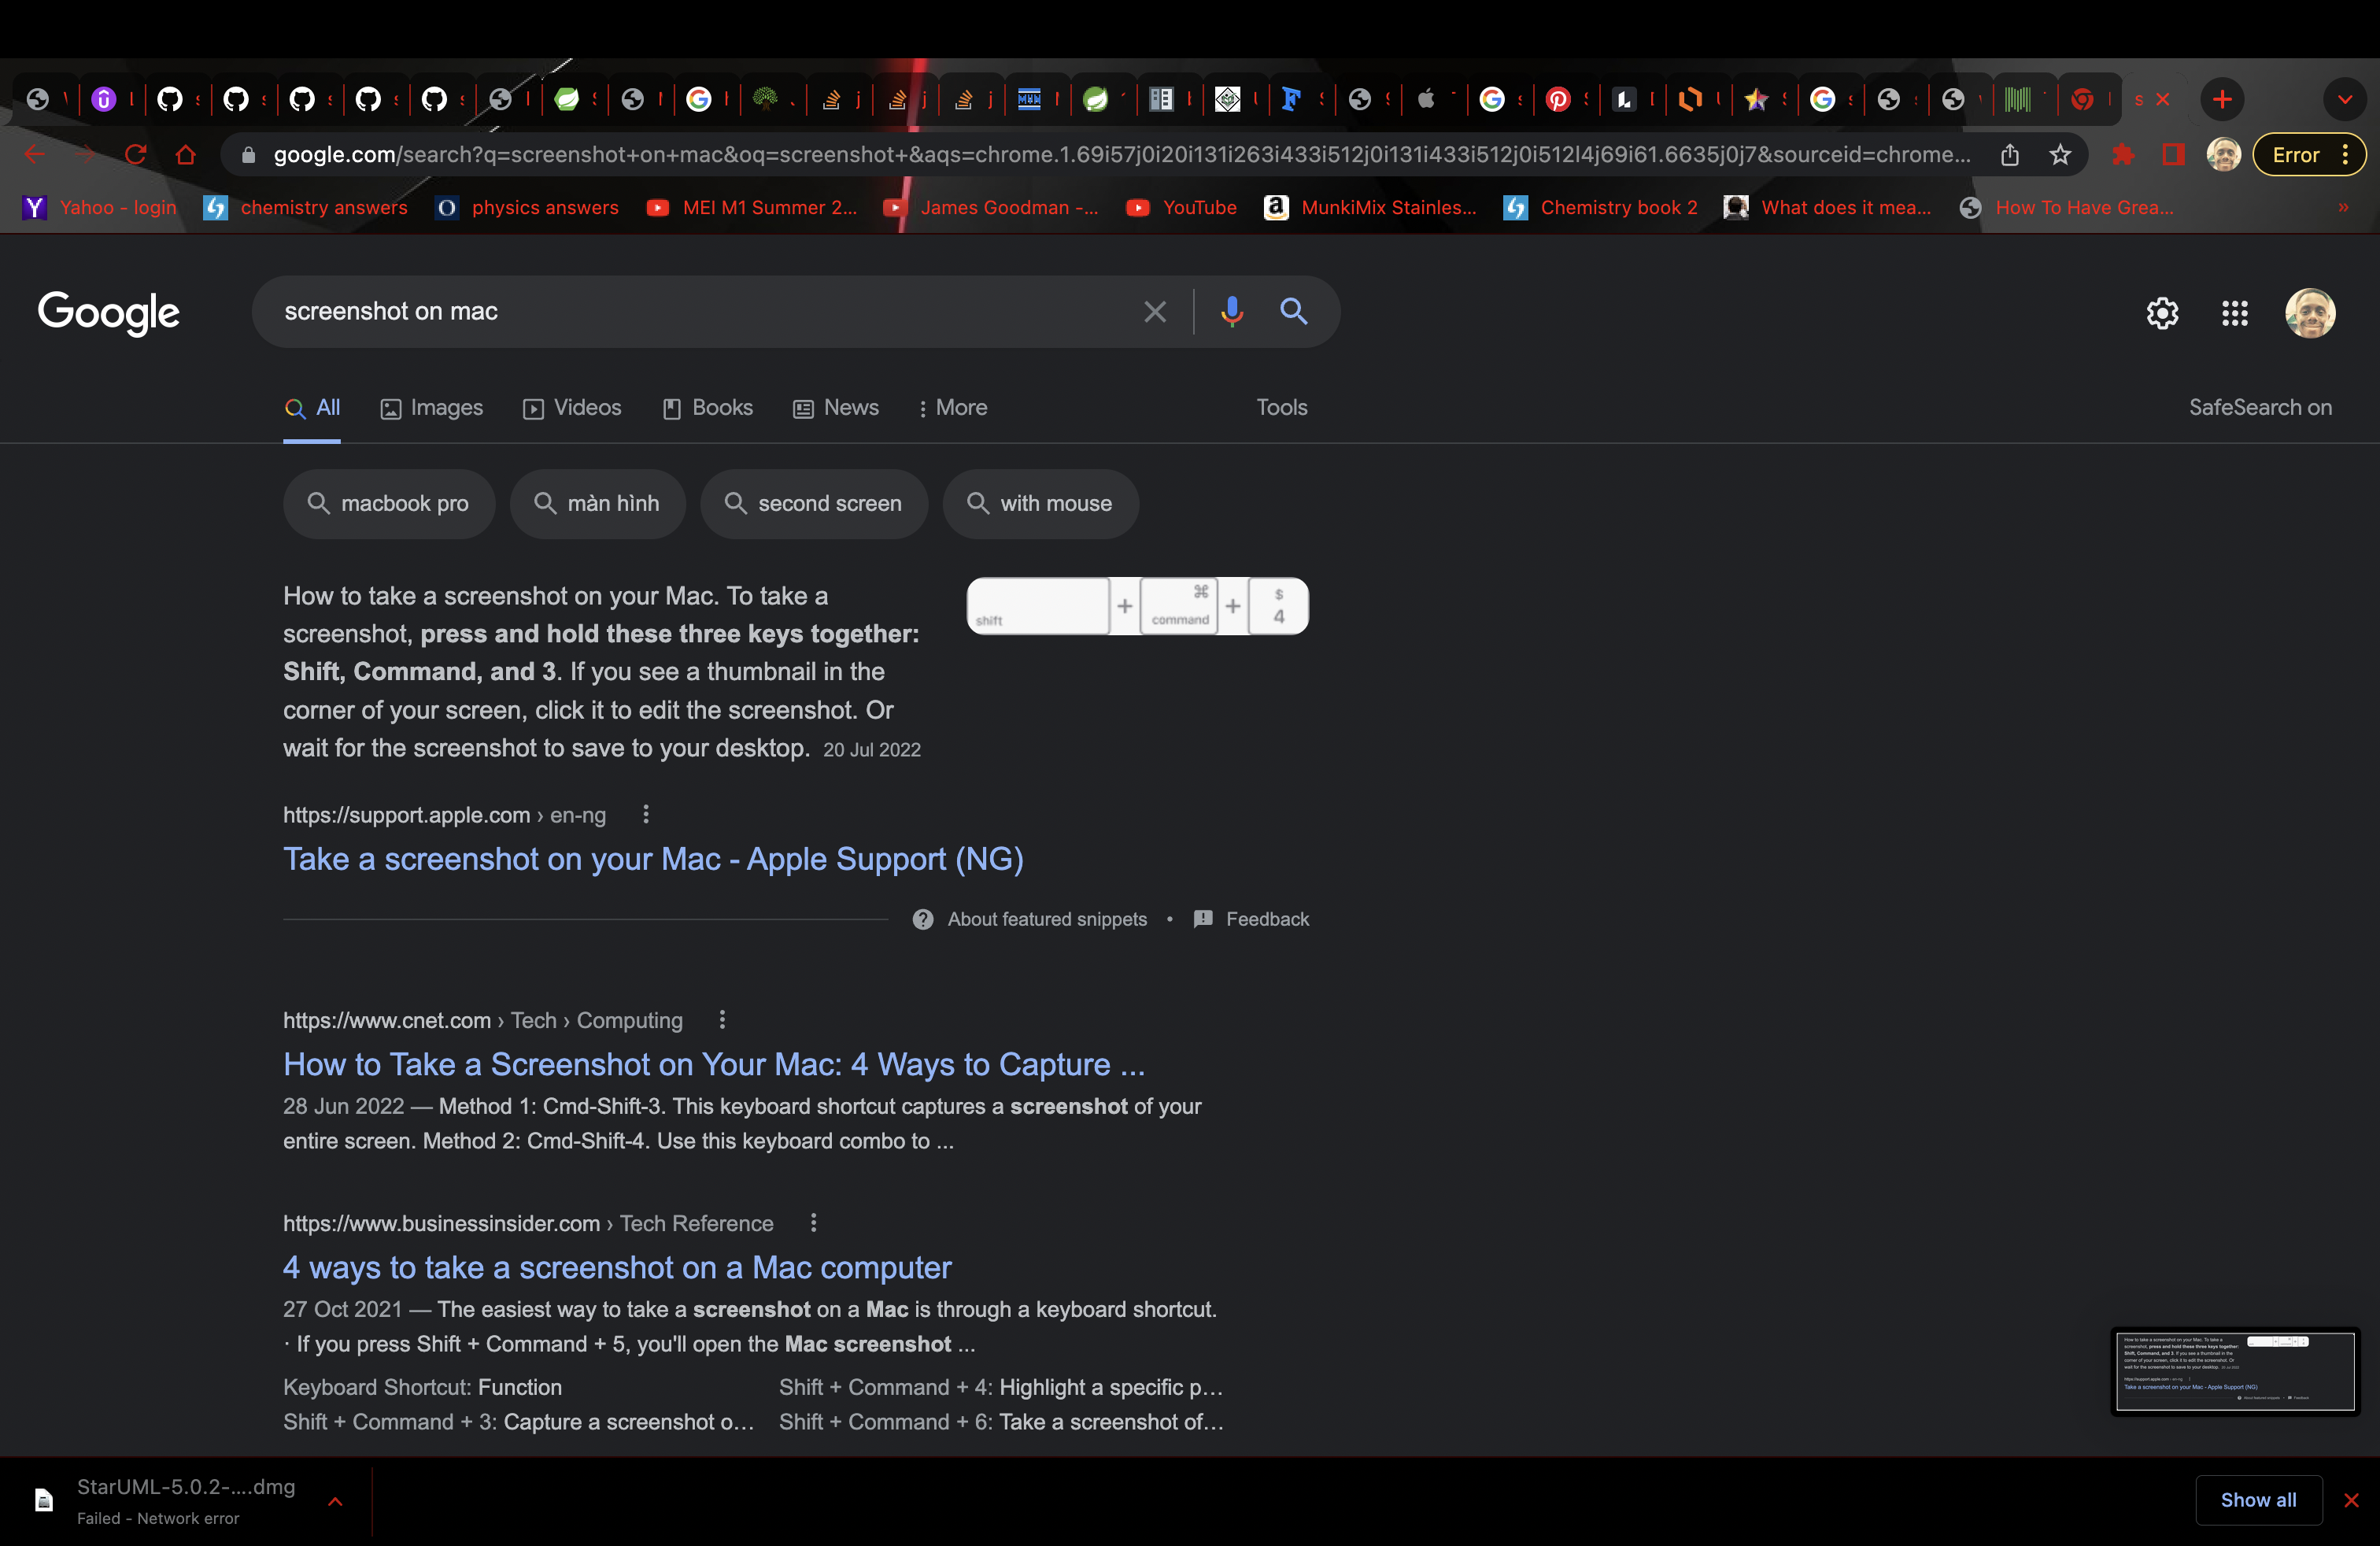 google.com/search?q=screenshot+on+mac&oq=screenshot+&aqs=chrome.1.69i57j0i20i131i263i433i512j0i131i433i512j0i512l4j69i61.6635j0j7&sourceid=chrome... Error
Yahoo - login chemistry answers physics answers MEI M1 Summer 2... James Goodman -... YouTube MunkiMix Stainles... Chemistry book 2 What does it mea... How To Have Grea... »
Google screenshot on mac
All Images Videos Books News More Tools SafeSearch on
macbook pro màn hình second screen with mouse
How to take a screenshot on your Mac. To take a
screenshot, press and hold these three keys together:
Shift, Command, and 3. If you see a thumbnail in the
corner of your screen, click it to edit the screenshot. Or
wait for the screenshot to save to your desktop. 20 Jul 2022
shift + ⌘ command + $ 4
https://support.apple.com › en-ng
Take a screenshot on your Mac - Apple Support (NG)
About featured snippets • Feedback
https://www.cnet.com › Tech › Computing
How to Take a Screenshot on Your Mac: 4 Ways to Capture ...
28 Jun 2022 — Method 1: Cmd-Shift-3. This keyboard shortcut captures a screenshot of your
entire screen. Method 2: Cmd-Shift-4. Use this keyboard combo to ...
https://www.businessinsider.com › Tech Reference
4 ways to take a screenshot on a Mac computer
27 Oct 2021 — The easiest way to take a screenshot on a Mac is through a keyboard shortcut.
· If you press Shift + Command + 5, you'll open the Mac screenshot ...
Keyboard Shortcut: Function Shift + Command + 4: Highlight a specific p...
Shift + Command + 3: Capture a screenshot o... Shift + Command + 6: Take a screenshot of...
StarUML-5.0.2-....dmg
Failed - Network error
Show all